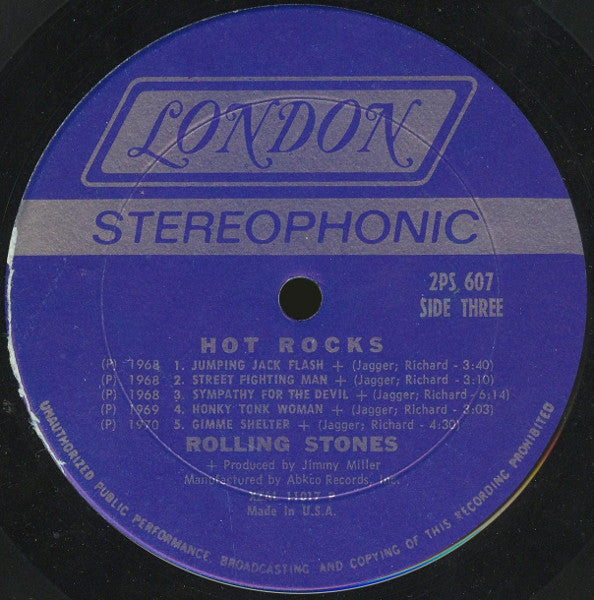 LONDON
STEREOPHONIC
2PS 607
SIDE THREE
HOT ROCKS
(P) 1968 1. JUMPING JACK FLASH + (Jagger; Richard - 3:40)
(P) 1968 2. STREET FIGHTING MAN + (Jagger; Richard - 3:10)
(P) 1968 3. SYMPATHY FOR THE DEVIL + (Jagger; Richard - 6:14)
(P) 1969 4. HONKY TONK WOMAN + (Jagger; Richard - 3:03)
(P) 1970 5. GIMME SHELTER + (Jagger; Richard - 4:30)
ROLLING STONES
+ Produced by Jimmy Miller
Manufactured by Abkco Records, Inc.
11017
Made in U.S.A.
UNAUTHORIZED PUBLIC PERFORMANCE, BROADCASTING AND COPYING OF THIS RECORDING PROHIBITED